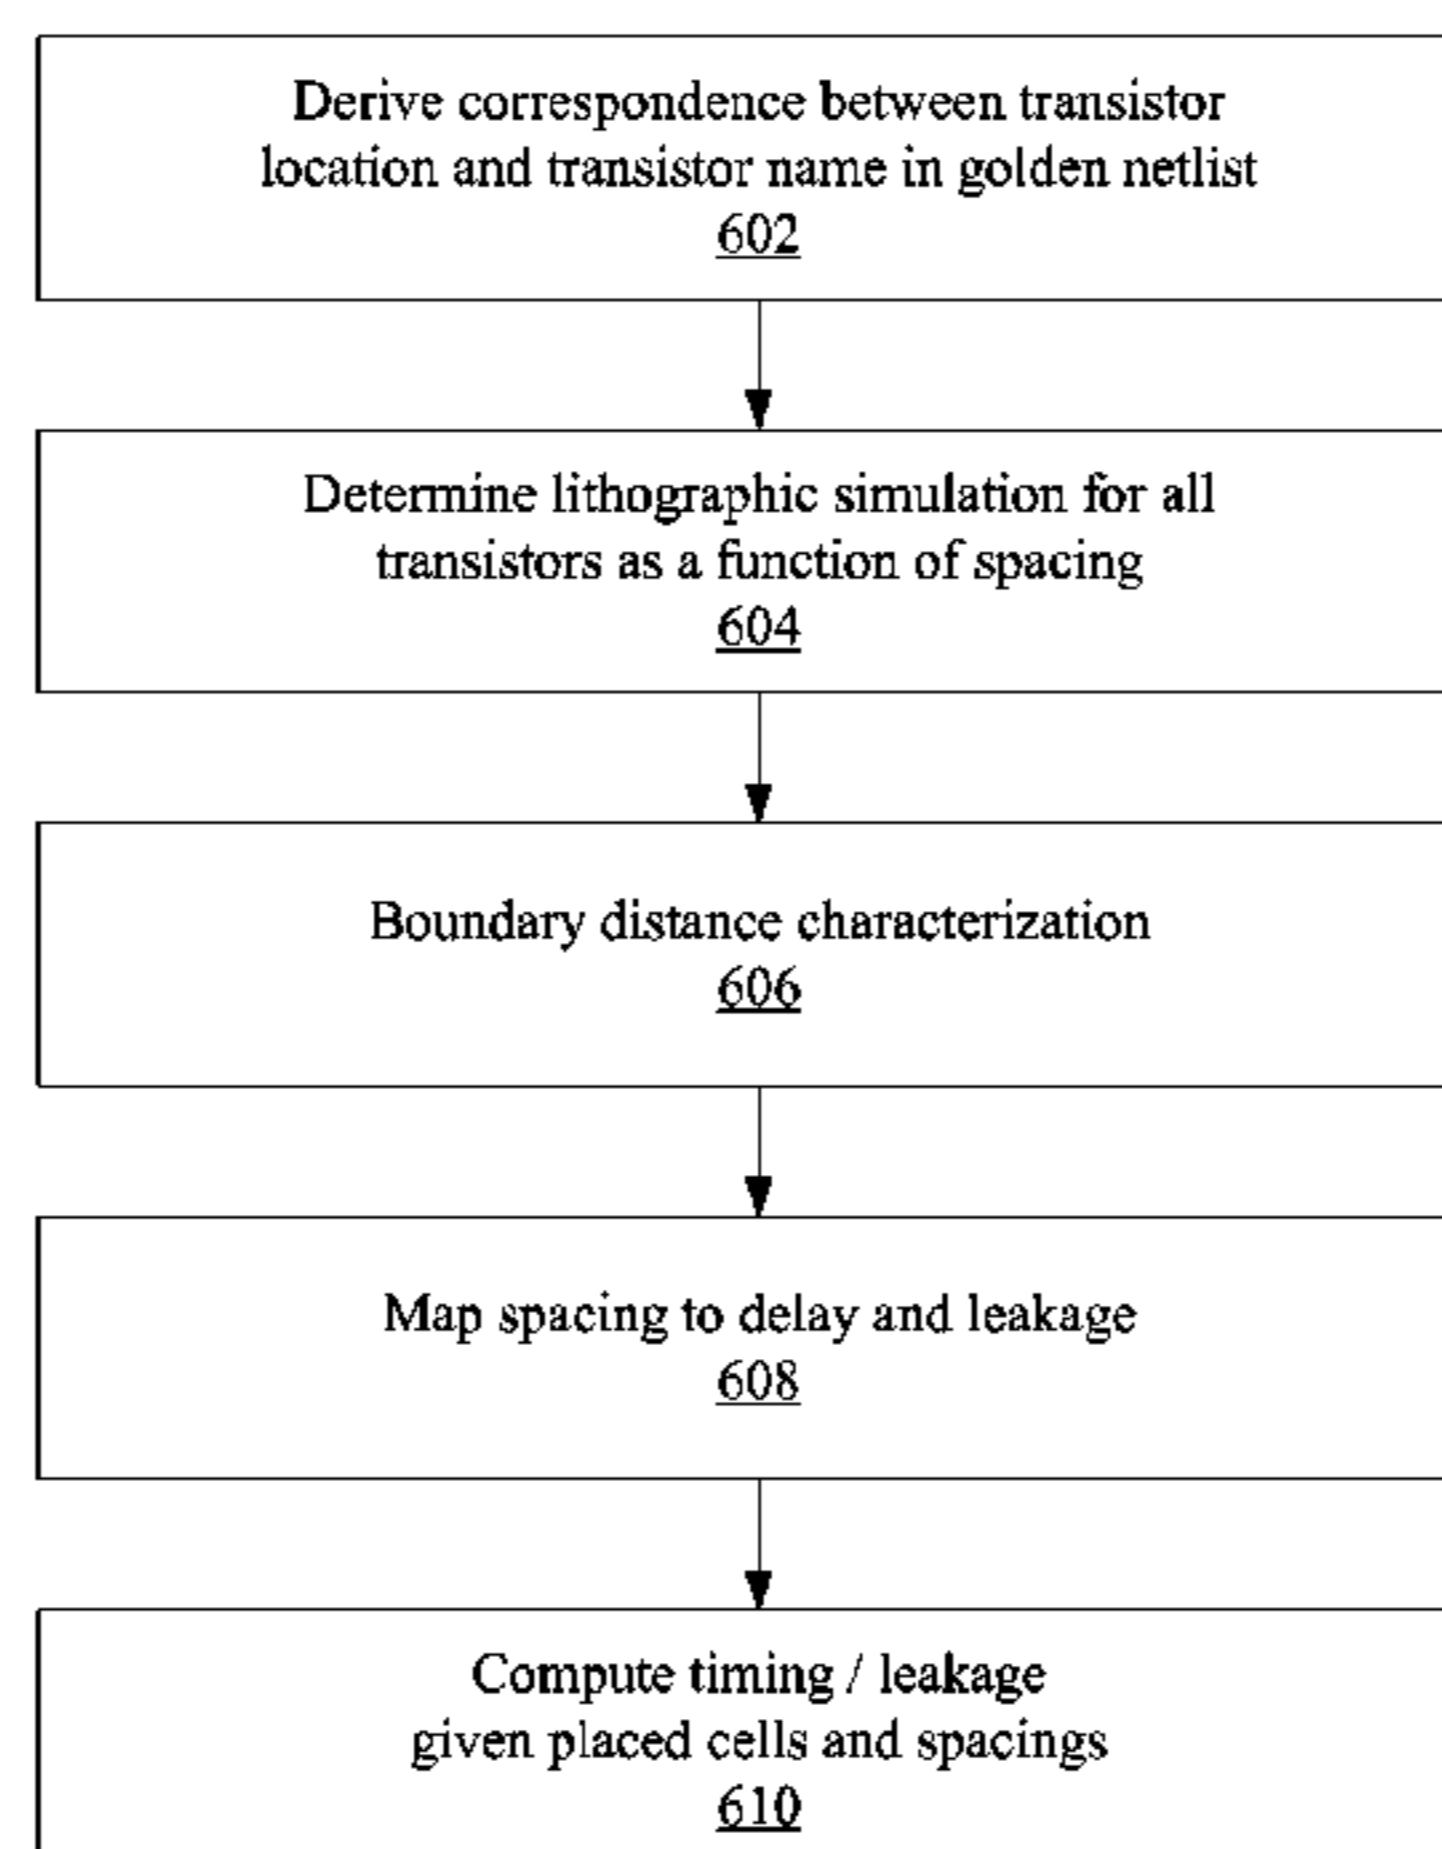 Derive correspondence between transistor
location and transistor name in golden netlist
602
Determine lithographic simulation for all
transistors as a function of spacing
604
Boundary distance characterization
606
Map spacing to delay and leakage
608
Compute timing / leakage
given placed cells and spacings
610